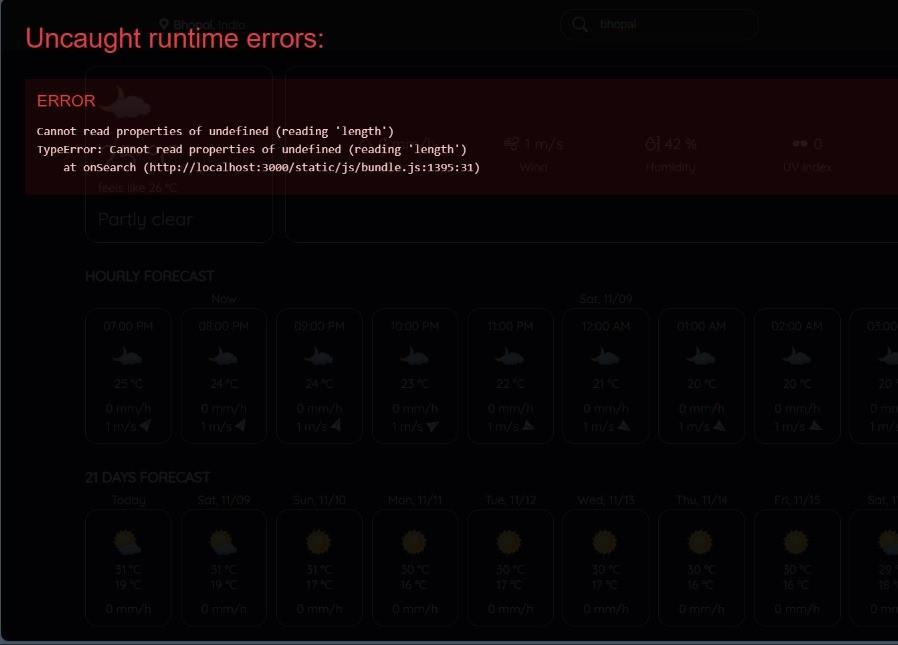 Bhopal, India
bhopal
Uncaught runtime errors:
ERROR
Cannot read properties of undefined (reading 'length')
TypeError: Cannot read properties of undefined (reading 'length')
at onSearch (http://localhost:3000/static/js/bundle.js:1395:31)
1 m/s
42 %
0
Wind
Humidity
UV Index
feels like 26 °C
Partly clear
HOURLY FORECAST
Now
Sat, 11/09
07:00 PM
08:00 PM
09:00 PM
10:00 PM
11:00 PM
12:00 AM
01:00 AM
02:00 AM
03:00
25 °C
24 °C
24 °C
23 °C
22 °C
21 °C
20 °C
20 °C
20
0 mm/h
0 mm/h
0 mm/h
0 mm/h
0 mm/h
0 mm/h
0 mm/h
0 mm/h
0 mm
1 m/s
1 m/s
1 m/s
1 m/s
1 m/s
1 m/s
1 m/s
1 m/s
1 m/s
21 DAYS FORECAST
Today
Sat, 11/09
Sun, 11/10
Mon, 11/11
Tue, 11/12
Wed, 11/13
Thu, 11/14
Fri, 11/15
Sat, 1
31 °C
31 °C
31 °C
30 °C
30 °C
30 °C
30 °C
30 °C
29
19 °C
19 °C
17 °C
16 °C
17 °C
17 °C
16 °C
16 °C
18
0 mm/h
0 mm/h
0 mm/h
0 mm/h
0 mm/h
0 mm/h
0 mm/h
0 mm/h
0 mm